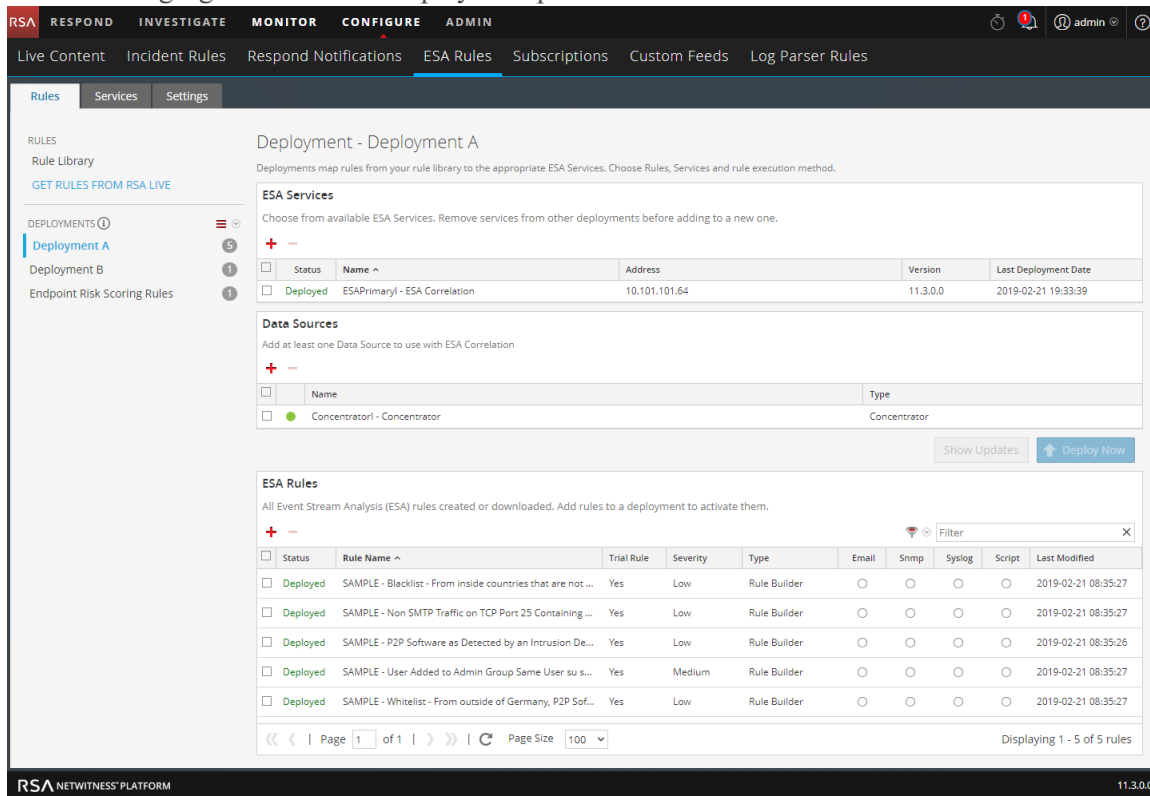 RSA RESPOND INVESTIGATE MONITOR CONFIGURE ADMIN 1 admin
Live Content Incident Rules Respond Notifications ESA Rules Subscriptions Custom Feeds Log Parser Rules
Rules Services Settings
RULES
Rule Library
GET RULES FROM RSA LIVE
DEPLOYMENTS
Deployment A 5
Deployment B 1
Endpoint Risk Scoring Rules 1
Deployment - Deployment A
Deployments map rules from your rule library to the appropriate ESA Services. Choose Rules, Services and rule execution method.
ESA Services
Choose from available ESA Services. Remove services from other deployments before adding to a new one.
Status Name Address Version Last Deployment Date
Deployed ESAPrimaryl - ESA Correlation 10.101.101.64 11.3.0.0 2019-02-21 19:33:39
Data Sources
Add at least one Data Source to use with ESA Correlation
Name Type
Concentratorl - Concentrator Concentrator
Show Updates Deploy Now
ESA Rules
All Event Stream Analysis (ESA) rules created or downloaded. Add rules to a deployment to activate them.
Filter X
Status Rule Name Trial Rule Severity Type Email Snmp Syslog Script Last Modified
Deployed SAMPLE - Blacklist - From inside countries that are not ... Yes Low Rule Builder 2019-02-21 08:35:27
Deployed SAMPLE - Non SMTP Traffic on TCP Port 25 Containing ... Yes Low Rule Builder 2019-02-21 08:35:27
Deployed SAMPLE - P2P Software as Detected by an Intrusion De... Yes Low Rule Builder 2019-02-21 08:35:26
Deployed SAMPLE - User Added to Admin Group Same User su s... Yes Medium Rule Builder 2019-02-21 08:35:27
Deployed SAMPLE - Whitelist - From outside of Germany, P2P Sof... Yes Low Rule Builder 2019-02-21 08:35:27
Page 1 of 1 Page Size 100 Displaying 1 - 5 of 5 rules
RSA NETWITNESS® PLATFORM 11.3.0.0